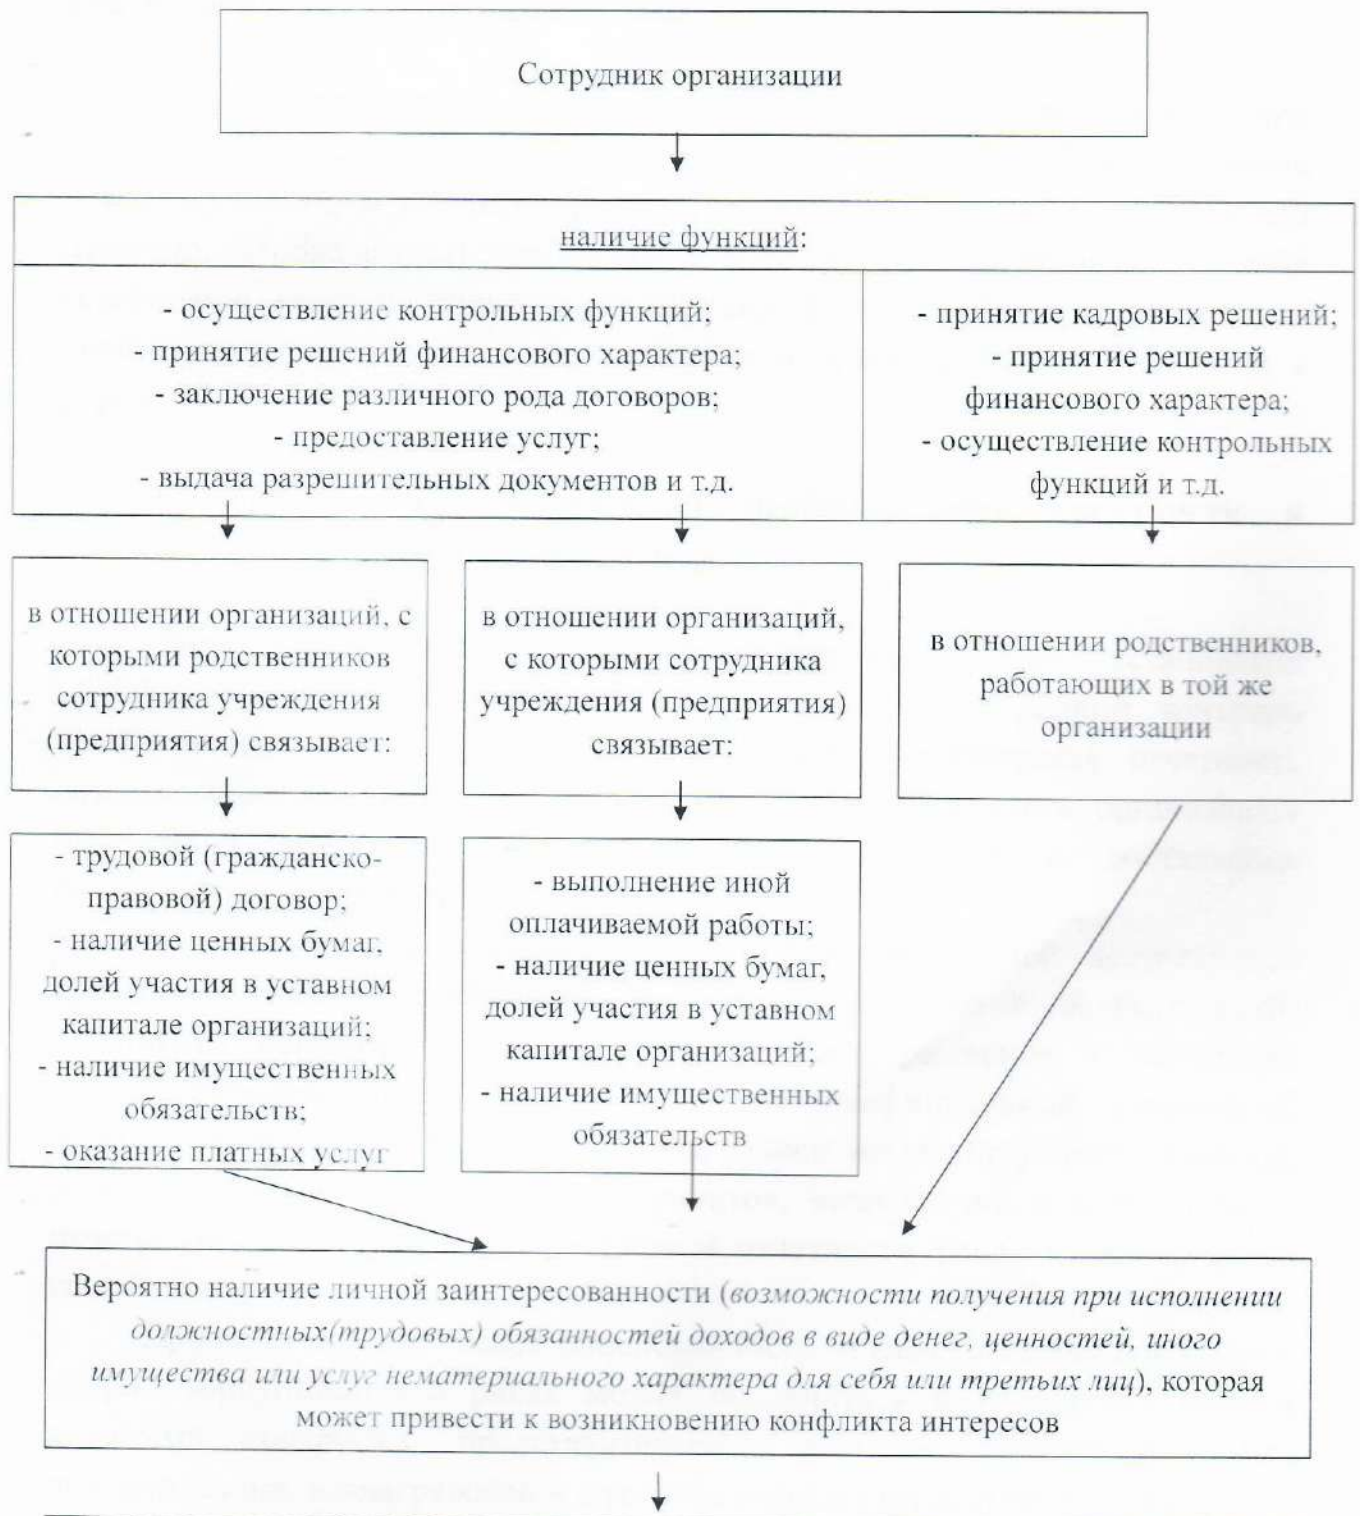 Сотрудник организации
наличие функций:
- осуществление контрольных функций;
- принятие решений финансового характера;
- заключение различного рода договоров;
- предоставление услуг;
- выдача разрешительных документов и т.д.
- принятие кадровых решений;
- принятие решений
финансового характера;
- осуществление контрольных
функций и т.д.
в отношении организаций, с
которыми родственников
сотрудника учреждения
(предприятия) связывает:
в отношении организаций,
с которыми сотрудника
учреждения (предприятия)
связывает:
в отношении родственников,
работающих в той же
организации
- трудовой (гражданско-
правовой) договор;
- наличие ценных бумаг,
долей участия в уставном
капитале организаций;
- наличие имущественных
обязательств;
- оказание платных услуг
- выполнение иной
оплачиваемой работы;
- наличие ценных бумаг,
долей участия в уставном
капитале организаций;
- наличие имущественных
обязательств
Вероятно наличие личной заинтересованности (возможности получения при исполнении
должностных(трудовых) обязанностей доходов в виде денег, ценностей, иного
имущества или услуг нематериального характера для себя или третьих лиц), которая
может привести к возникновению конфликта интересов